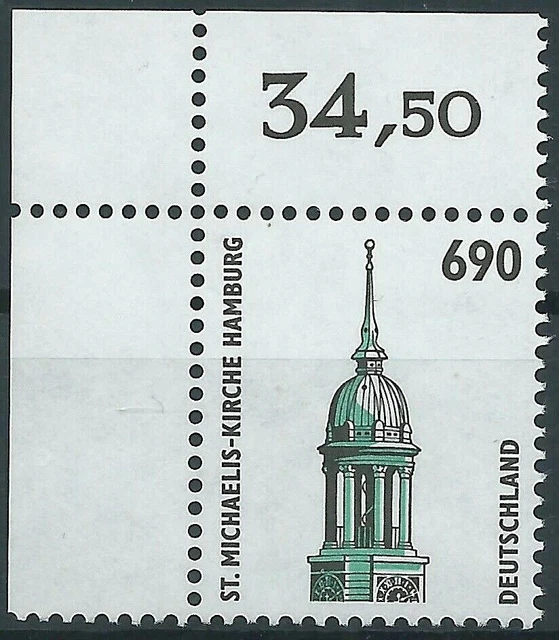 34,50
690
ST. MICHAELIS-KIRCHE HAMBURG
DEUTSCHLAND